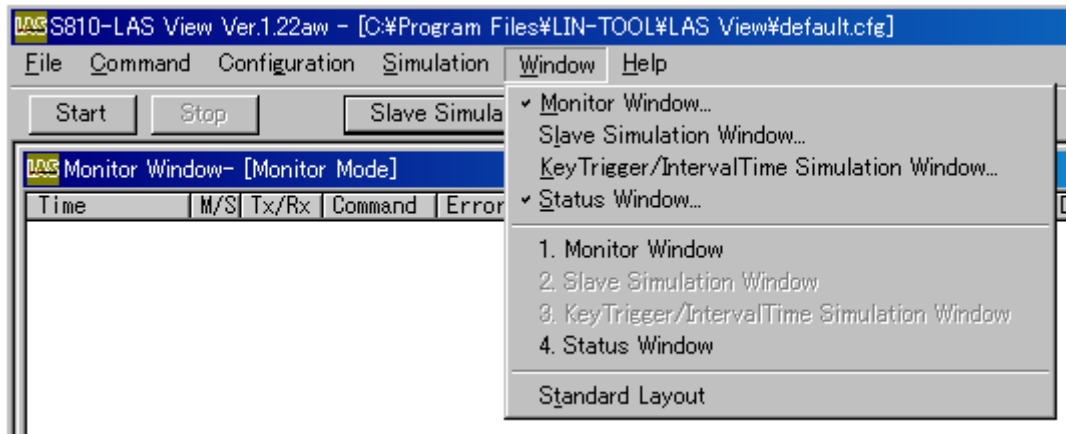 LAS S810-LAS View Ver.1.22aw - [C:¥Program Files¥LIN-TOOL¥LAS View¥default.cfg]
File Command Configuration Simulation Window Help
Start Stop Slave Simula
Monitor Window...
Slave Simulation Window...
KeyTrigger/IntervalTime Simulation Window...
Status Window...
LAS Monitor Window- [Monitor Mode]
Time M/S Tx/Rx Command Error
1. Monitor Window
2. Slave Simulation Window
3. KeyTrigger/IntervalTime Simulation Window
4. Status Window
Standard Layout